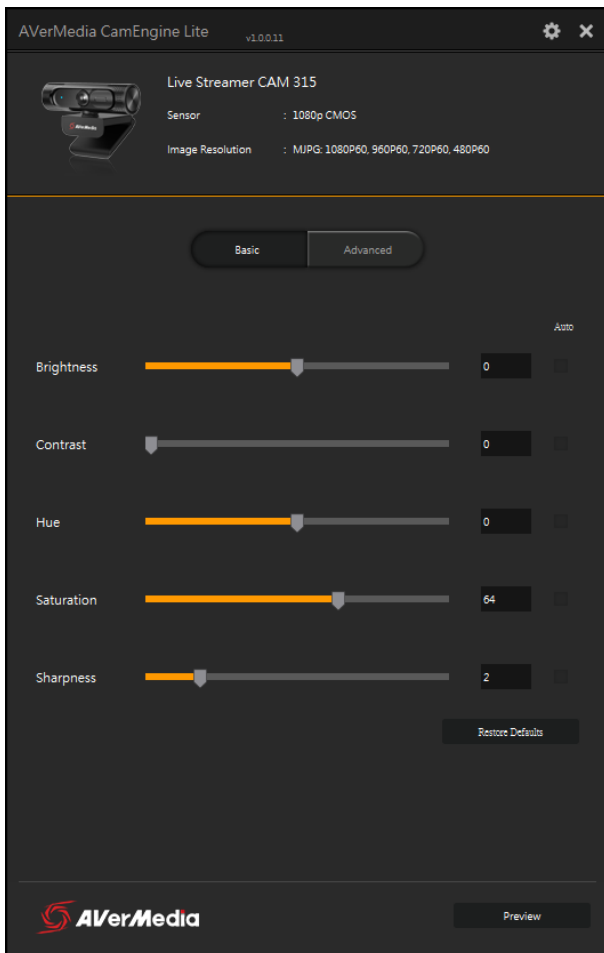 AVerMedia CamEngine Lite v1.0.0.11
Live Streamer CAM 315
Sensor : 1080p CMOS
Image Resolution : MJPG: 1080P60, 960P60, 720P60, 480P60
AVerMedia
Basic Advanced
Auto
Brightness 0
Contrast 0
Hue 0
Saturation 64
Sharpness 2
Restore Defaults
AVerMedia Preview